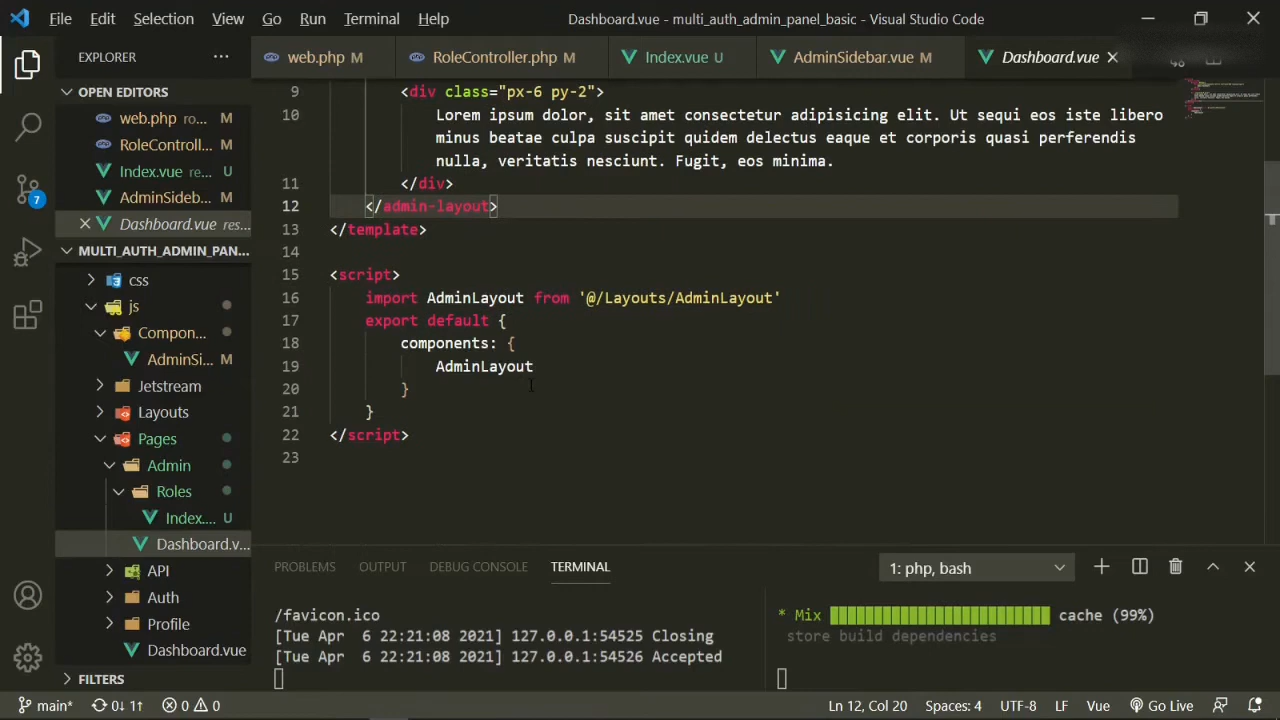 File Edit Selection View Go Run Terminal Help Dashboard.vue - multi_auth_admin_panel_basic - Visual Studio Code
EXPLORER
web.php M RoleController.php M Index.vue U AdminSidebar.vue M Dashboard.vue
OPEN EDITORS
web.php ro... M
RoleControll... M
Index.vue re... U
AdminSideb... M
Dashboard.vue res...
MULTI_AUTH_ADMIN_PAN...
css
js
Compon...
AdminSi... M
Jetstream
Layouts
Pages
Admin
Roles
Index.... U
Dashboard.v...
API
Auth
Profile
Dashboard.vue
FILTERS
7
9 <div class="px-6 py-2">
10 Lorem ipsum dolor, sit amet consectetur adipisicing elit. Ut sequi eos iste libero
minus beatae culpa suscipit quidem delectus eaque et corporis quasi perferendis
nulla, veritatis nesciunt. Fugit, eos minima.
11 </div>
12 </admin-layout>
13 </template>
14
15 <script>
16 import AdminLayout from '@/Layouts/AdminLayout'
17 export default {
18 components: {
19 AdminLayout
20 }
21 }
22 </script>
23
PROBLEMS OUTPUT DEBUG CONSOLE TERMINAL 1: php, bash
/favicon.ico
[Tue Apr 6 22:21:08 2021] 127.0.0.1:54525 Closing
[Tue Apr 6 22:21:08 2021] 127.0.0.1:54526 Accepted
* Mix cache (99%)
store build dependencies
main* 0↓ 1↑ 0 0 Ln 12, Col 20 Spaces: 4 UTF-8 LF Vue Go Live